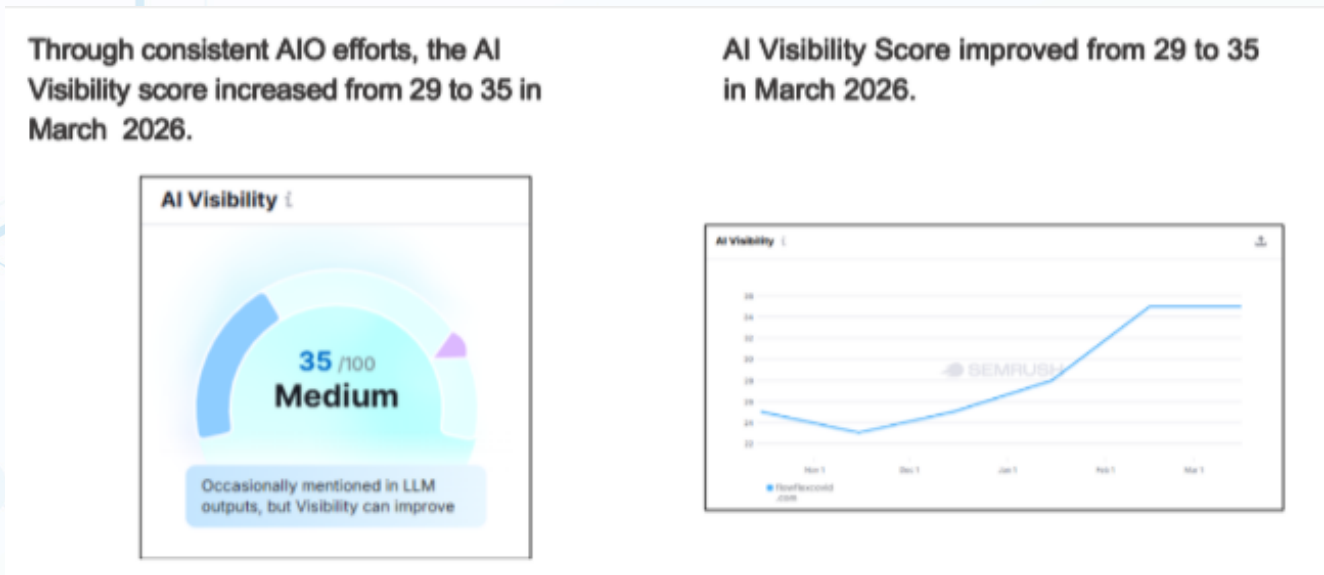 Through consistent AIO efforts, the AI
Visibility score increased from 29 to 35 in
March 2026.
AI Visibility Score improved from 29 to 35
in March 2026.
AI Visibility i
35 /100
Medium
Occasionally mentioned in LLM
outputs, but Visibility can improve
AI Visibility i
36
34
32
30
28
26
24
22
SEMRUSH
Nov 1
Dec 1
Jan 1
Feb 1
Mar 1
flowflexcovid
.com